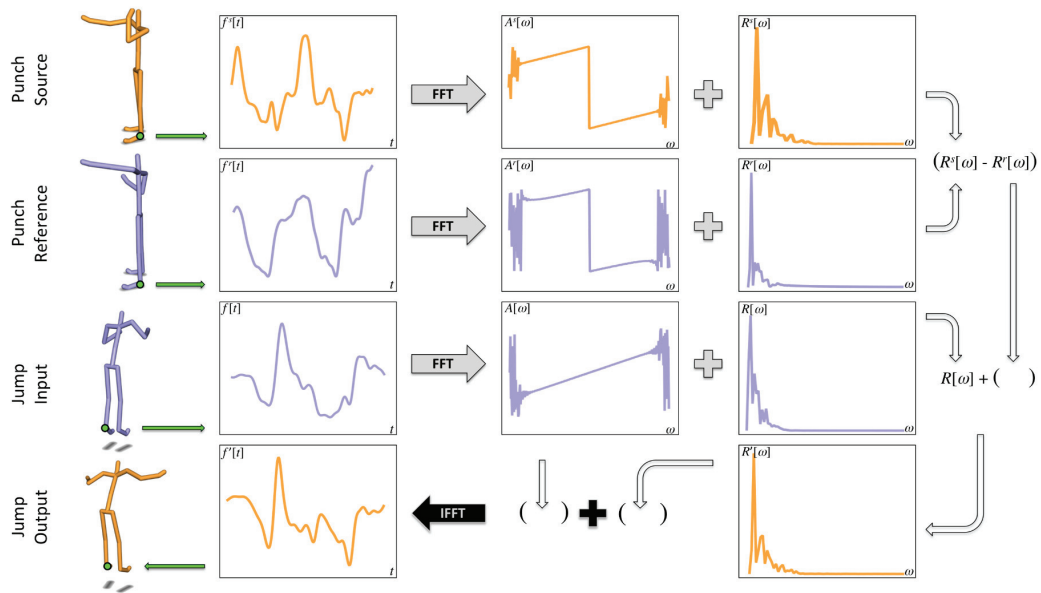 Punch
Source
f^s[t]
t
FFT
A^s[ω]
ω
R^s[ω]
ω
(R^s[ω] - R^r[ω])
Punch
Reference
f^r[t]
t
FFT
A^r[ω]
ω
R^r[ω]
ω
Jump
Input
f[t]
t
FFT
A[ω]
ω
R[ω]
ω
R[ω] + ( )
Jump
Output
f'[t]
t
IFFT
( ) + ( )
R'[ω]
ω